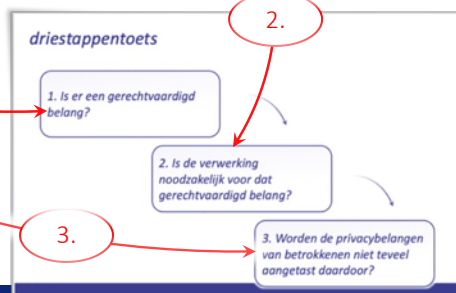 2.
driestappentoets
1. Is er een gerechtvaardigd
belang?
2. Is de verwerking
noodzakelijk voor dat
gerechtvaardigd belang?
3.
3. Worden de privacybelangen
van betrokkenen niet teveel
aangetast daardoor?